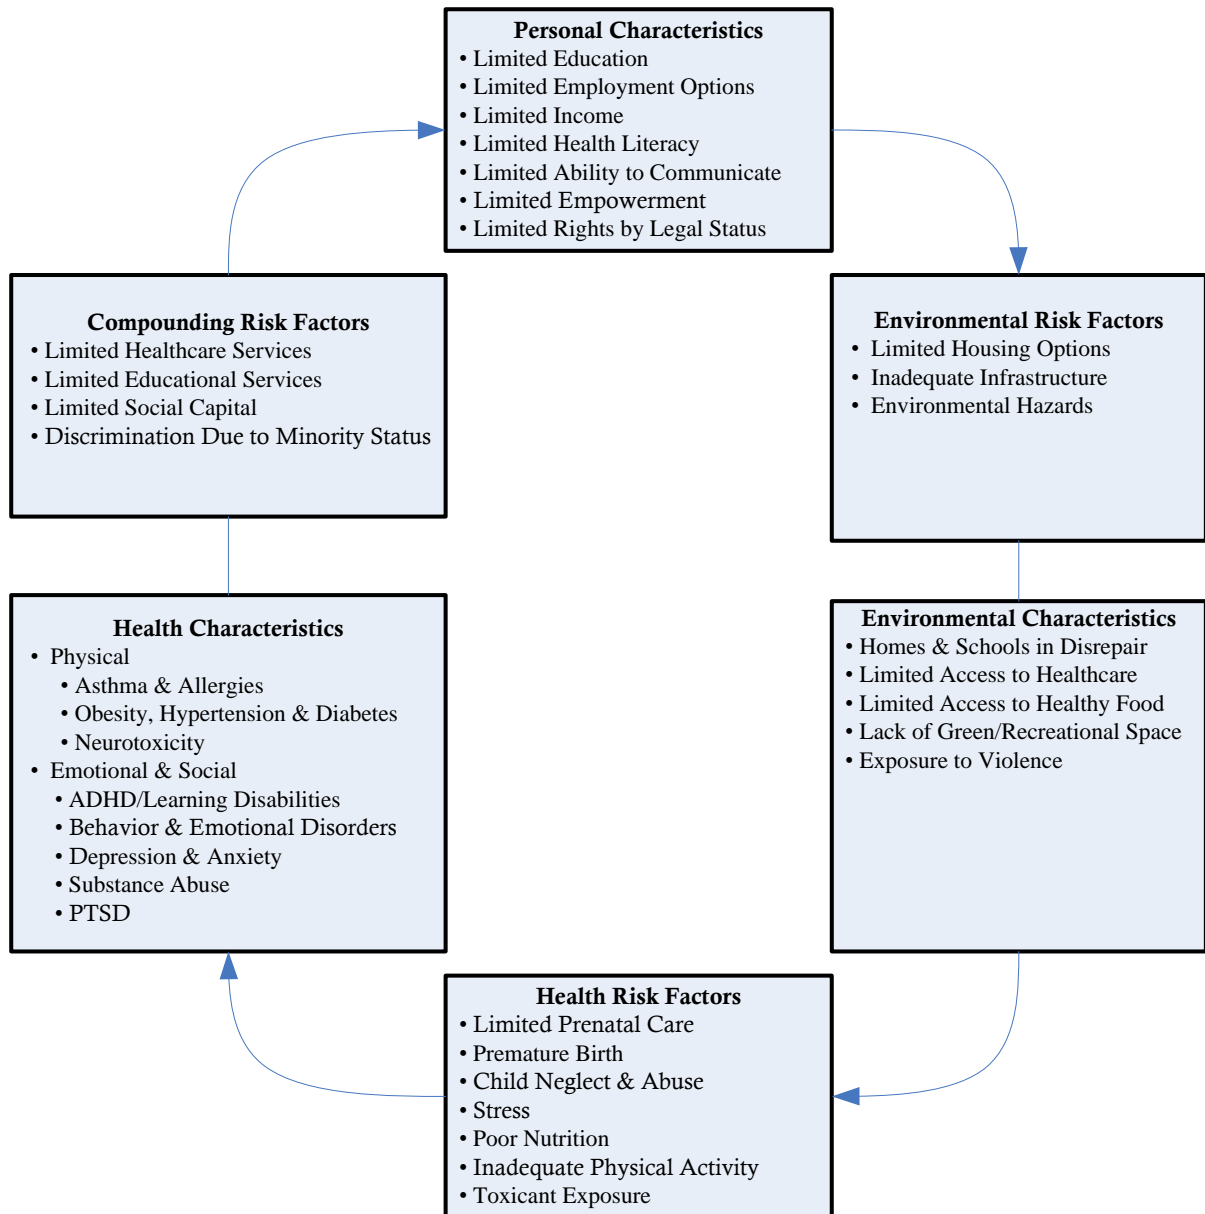 Personal Characteristics
• Limited Education
• Limited Employment Options
• Limited Income
• Limited Health Literacy
• Limited Ability to Communicate
• Limited Empowerment
• Limited Rights by Legal Status
Environmental Risk Factors
• Limited Housing Options
• Inadequate Infrastructure
• Environmental Hazards
Environmental Characteristics
• Homes & Schools in Disrepair
• Limited Access to Healthcare
• Limited Access to Healthy Food
• Lack of Green/Recreational Space
• Exposure to Violence
Health Risk Factors
• Limited Prenatal Care
• Premature Birth
• Child Neglect & Abuse
• Stress
• Poor Nutrition
• Inadequate Physical Activity
• Toxicant Exposure
Health Characteristics
• Physical
• Asthma & Allergies
• Obesity, Hypertension & Diabetes
• Neurotoxicity
• Emotional & Social
• ADHD/Learning Disabilities
• Behavior & Emotional Disorders
• Depression & Anxiety
• Substance Abuse
• PTSD
Compounding Risk Factors
• Limited Healthcare Services
• Limited Educational Services
• Limited Social Capital
• Discrimination Due to Minority Status